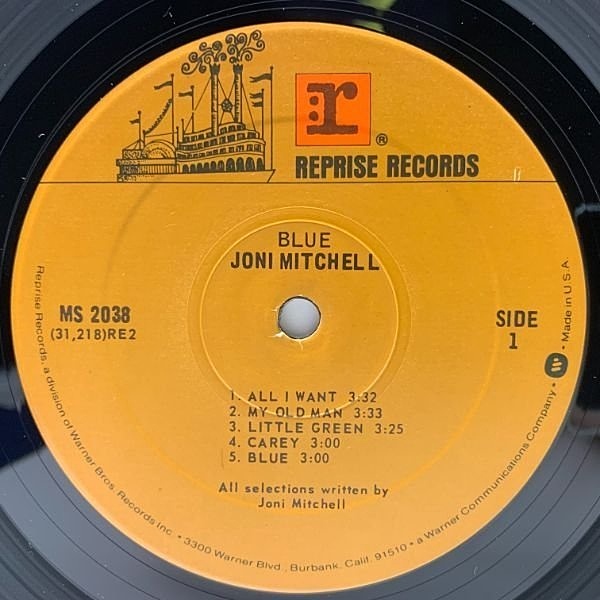 :r
®
REPRISE RECORDS
BLUE
JONI MITCHELL
MS 2038
(31,218)RE2
SIDE
1
1. ALL I WANT 3:32
2. MY OLD MAN 3:33
3. LITTLE GREEN 3:25
4. CAREY 3:00
5. BLUE 3:00
All selections written by
Joni Mitchell
Reprise Records, a division of Warner Bros. Records Inc. • 3300 Warner Blvd., Burbank, Calif. 91510 • a Warner Communications Company • W • Made in U.S.A.